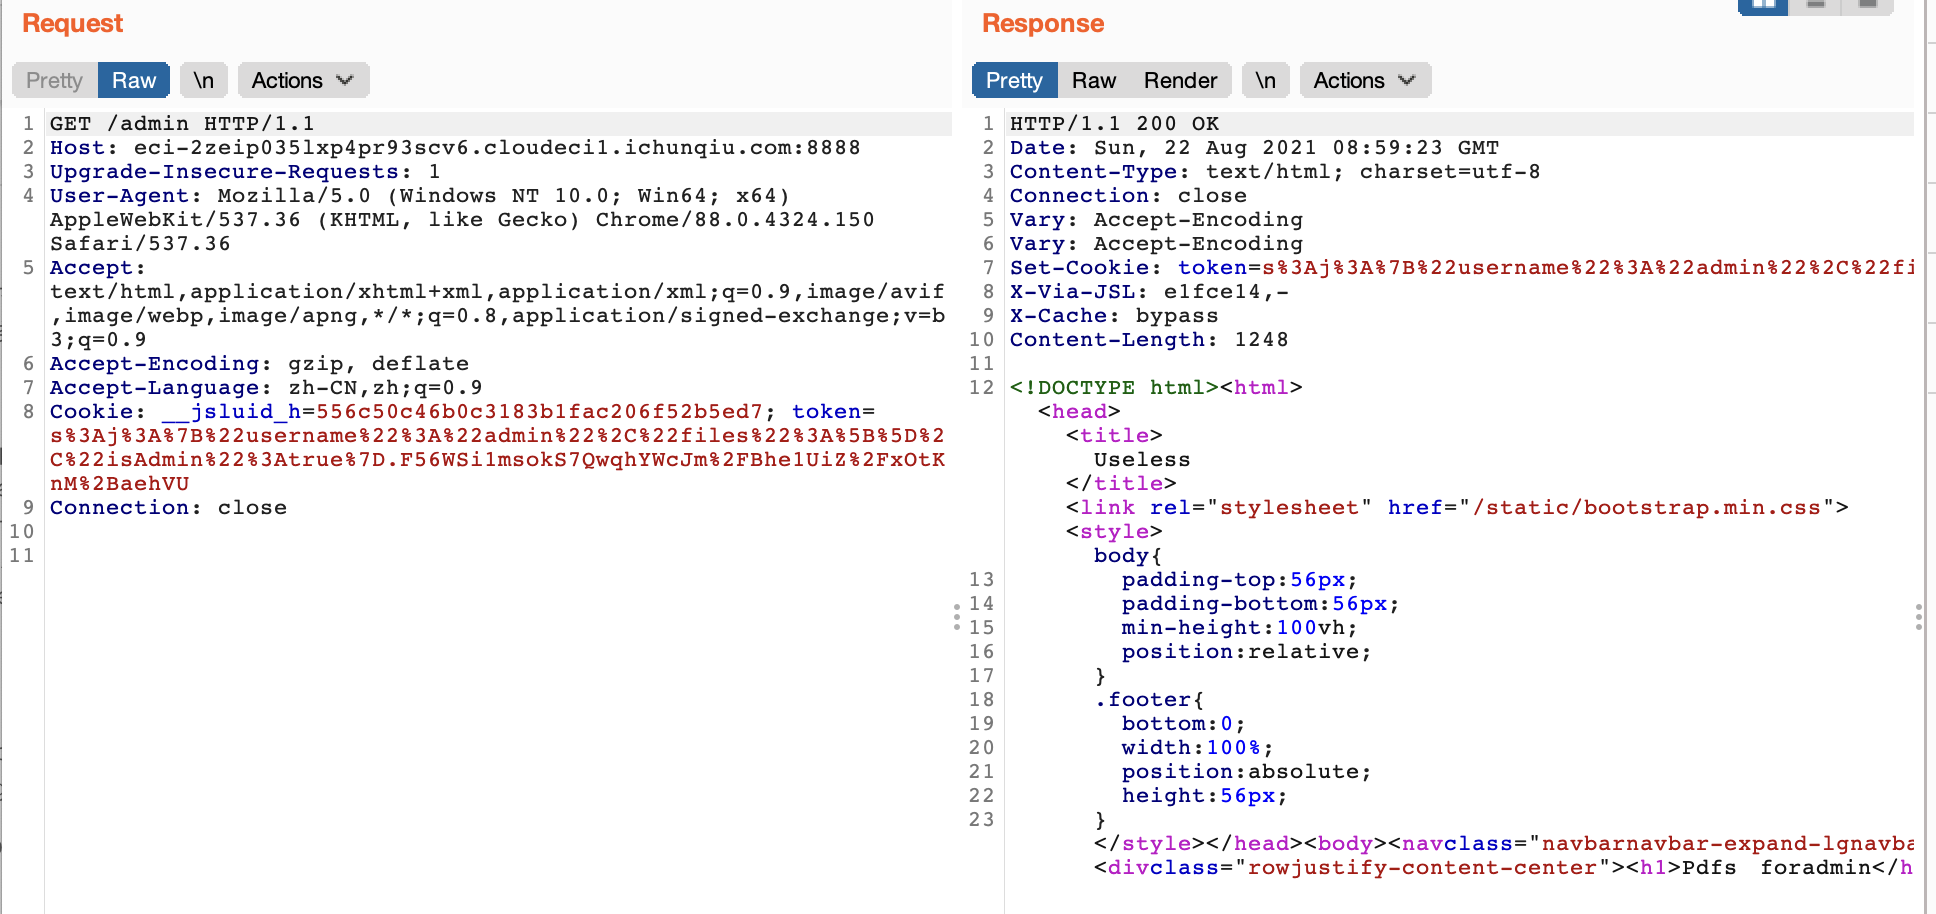 Request
Pretty Raw \n Actions
1 GET /admin HTTP/1.1
2 Host: eci-2zeip035lxp4pr93scv6.cloudeci1.ichunqiu.com:8888
3 Upgrade-Insecure-Requests: 1
4 User-Agent: Mozilla/5.0 (Windows NT 10.0; Win64; x64)
AppleWebKit/537.36 (KHTML, like Gecko) Chrome/88.0.4324.150
Safari/537.36
5 Accept:
text/html,application/xhtml+xml,application/xml;q=0.9,image/avif
,image/webp,image/apng,*/*;q=0.8,application/signed-exchange;v=b
3;q=0.9
6 Accept-Encoding: gzip, deflate
7 Accept-Language: zh-CN,zh;q=0.9
8 Cookie: __jsluid_h=556c50c46b0c3183b1fac206f52b5ed7; token=
s%3Aj%3A%7B%22username%22%3A%22admin%22%2C%22files%22%3A%5B%5D%2
C%22isAdmin%22%3Atrue%7D.F56WSi1msokS7QwqhYWcJm%2FBhe1UiZ%2FxOtK
nM%2BaehVU
9 Connection: close
10
11
Response
Pretty Raw Render \n Actions
1 HTTP/1.1 200 OK
2 Date: Sun, 22 Aug 2021 08:59:23 GMT
3 Content-Type: text/html; charset=utf-8
4 Connection: close
5 Vary: Accept-Encoding
6 Vary: Accept-Encoding
7 Set-Cookie: token=s%3Aj%3A%7B%22username%22%3A%22admin%22%2C%22fi
8 X-Via-JSL: e1fce14,-
9 X-Cache: bypass
10 Content-Length: 1248
11
12 <!DOCTYPE html><html>
<head>
<title>
Useless
</title>
<link rel="stylesheet" href="/static/bootstrap.min.css">
<style>
body{
13 padding-top:56px;
14 padding-bottom:56px;
15 min-height:100vh;
16 position:relative;
17 }
18 .footer{
19 bottom:0;
20 width:100%;
21 position:absolute;
22 height:56px;
23 }
</style></head><body><navclass="navbarnavbar-expand-lgnavba
<divclass="rowjustify-content-center"><h1>Pdfs foradmin</h